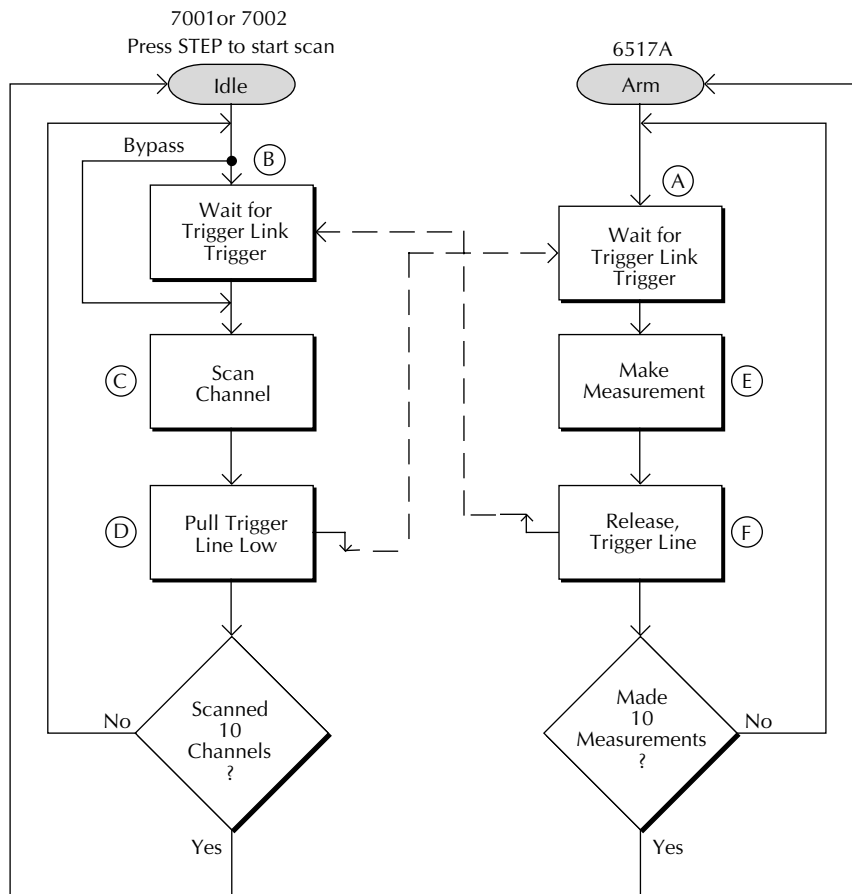 7001or 7002
Press STEP to start scan
Idle
Bypass
B
Wait for
Trigger Link
Trigger
C
Scan
Channel
D
Pull Trigger
Line Low
Scanned
10
Channels
?
No
Yes
6517A
Arm
A
Wait for
Trigger Link
Trigger
Make
Measurement
E
Release,
Trigger Line
F
Made
10
Measurements
?
No
Yes